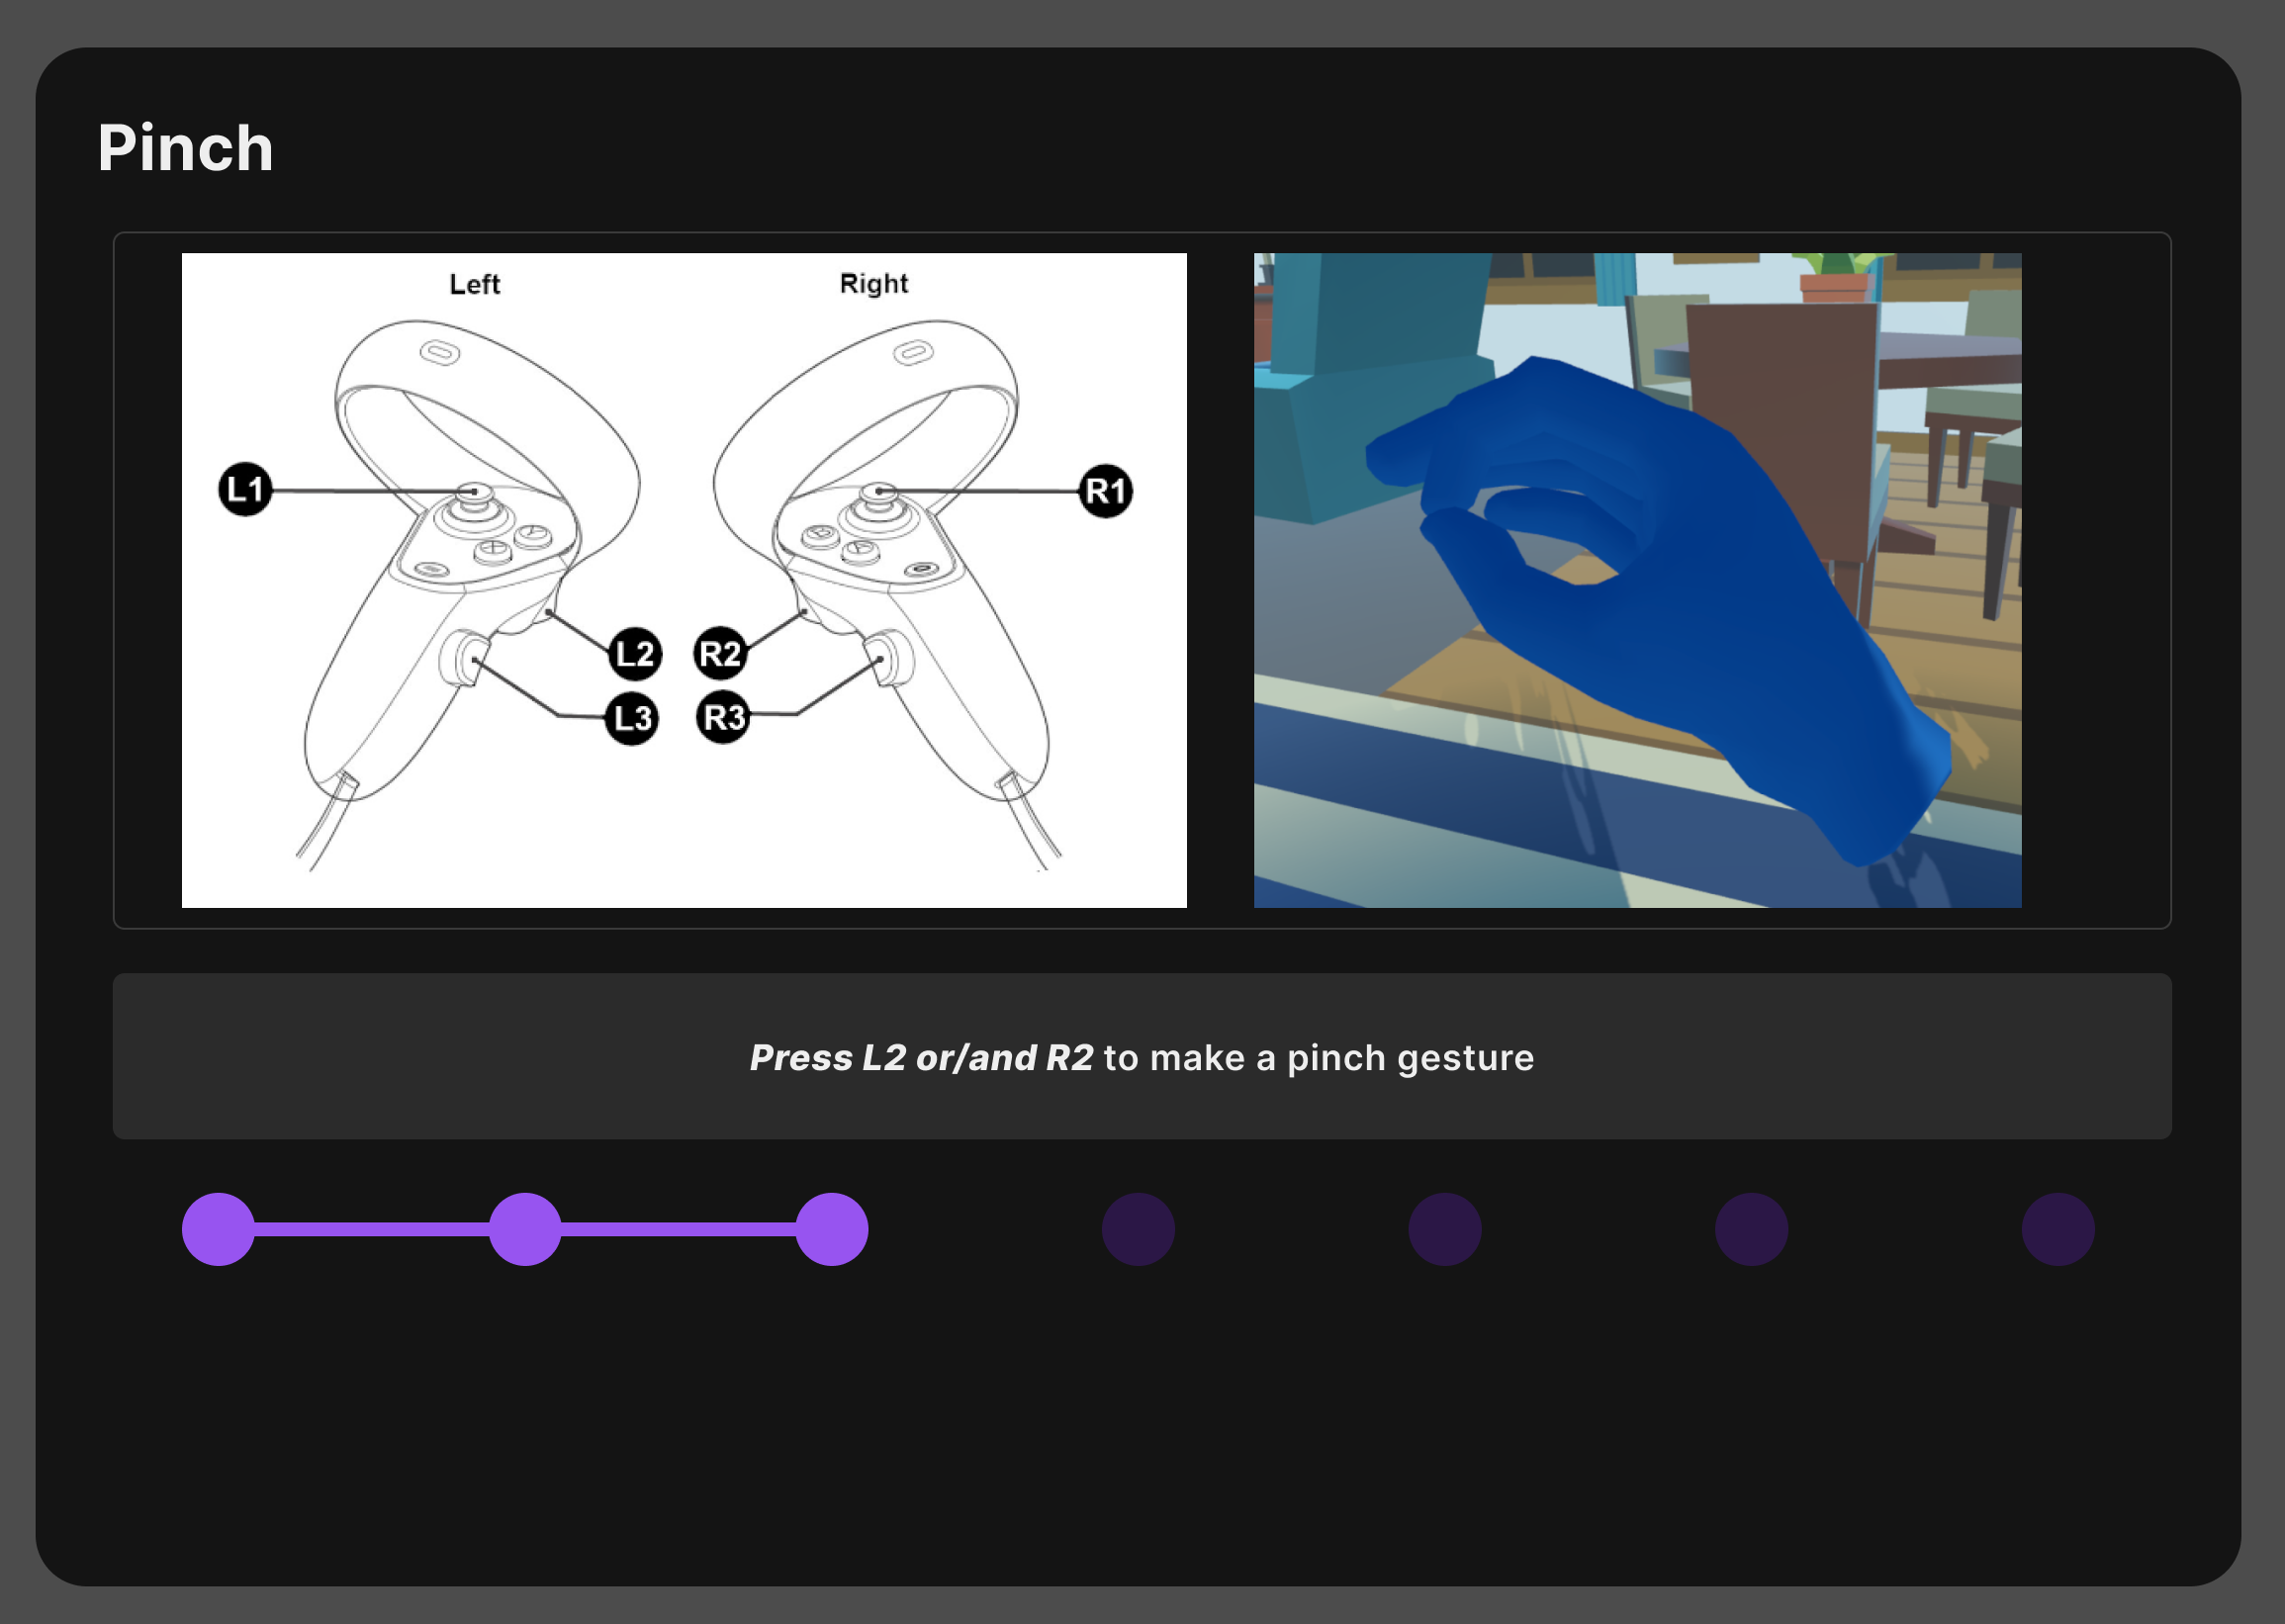 Pinch
Left
Right
L1
R1
L2
R2
L3
R3
Press L2 or/and R2 to make a pinch gesture